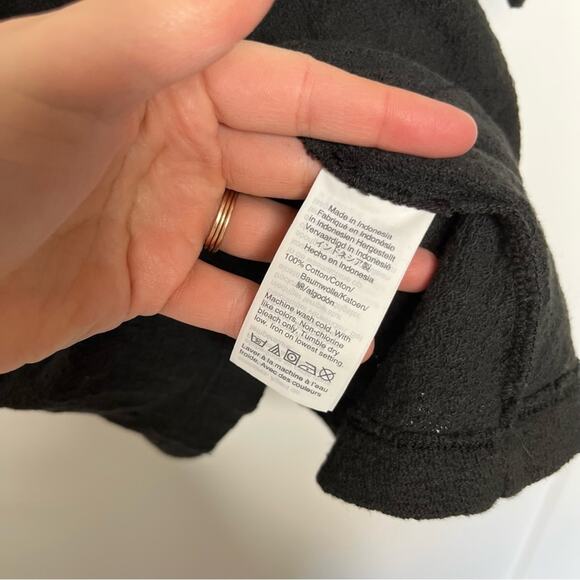 Made in Indonesia
Fabriqué en Indonésie
in Indonesien Hergestellt
Vervaardigd in Indonesië
インドネシア製
Hecho en Indonesia
100% Cotton/Coton/
Baumwolle/Katoen/
綿/algodón
Machine wash cold. With
like colors. Non-chlorine
bleach only. Tumble dry
low. Iron on lowest setting.
Laver à la machine à l'eau
froide. Avec des couleurs